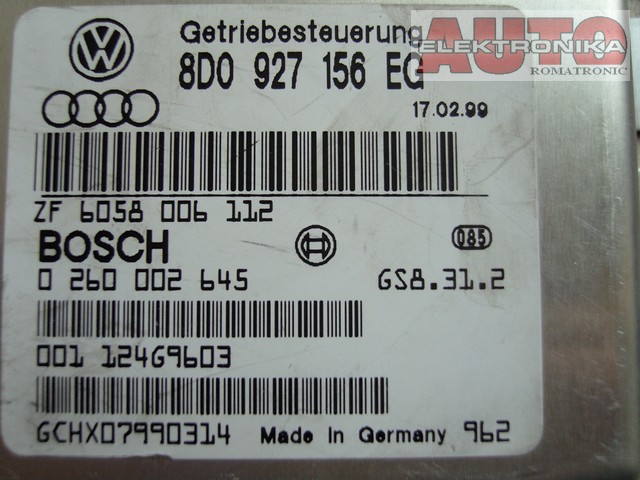 Getriebesteuerung
8D0 927 156 EG
AUTO
ELEKTRONIKA
ROMATRONIC
17.02.99
ZF 6058 006 112
BOSCH
085
0 260 002 645 GS8.31.2
001 124G9603
GCHX07990314 Made In Germany 962